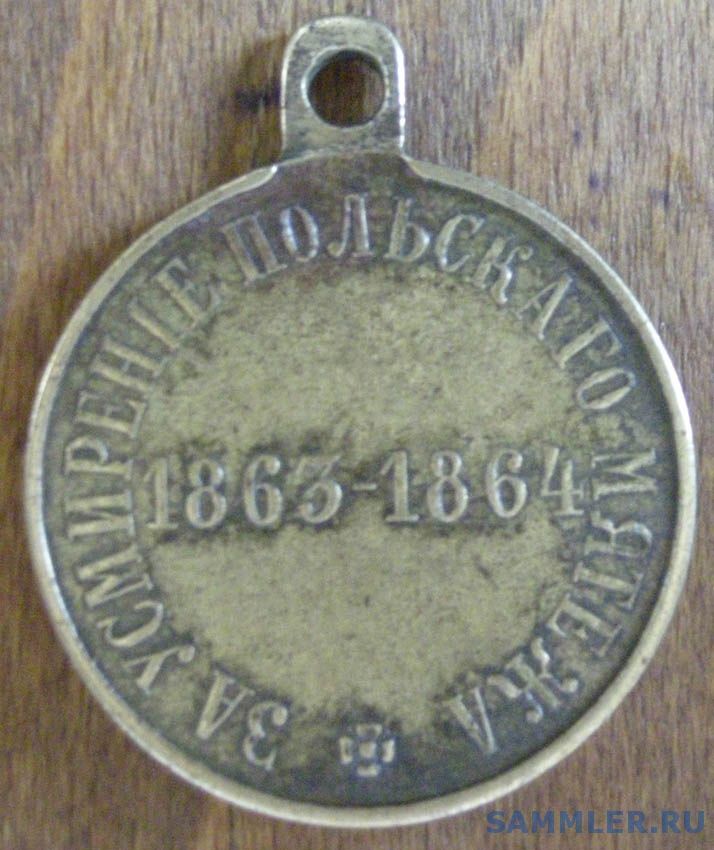 ЗА УСМИРЕНІЕ ПОЛЬСКАГО МЯТЕЖА
1863-1864
SAMMLER.RU